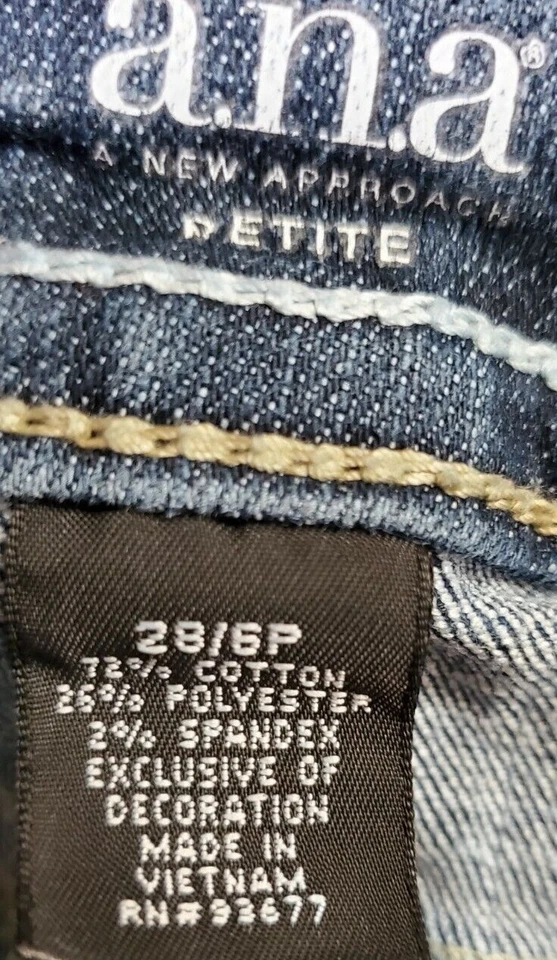 a.n.a®
A NEW APPROACH
PETITE
28/6P
72% COTTON
26% POLYESTER
2% SPANDEX
EXCLUSIVE OF
DECORATION
MADE IN
VIETNAM
RN#93677